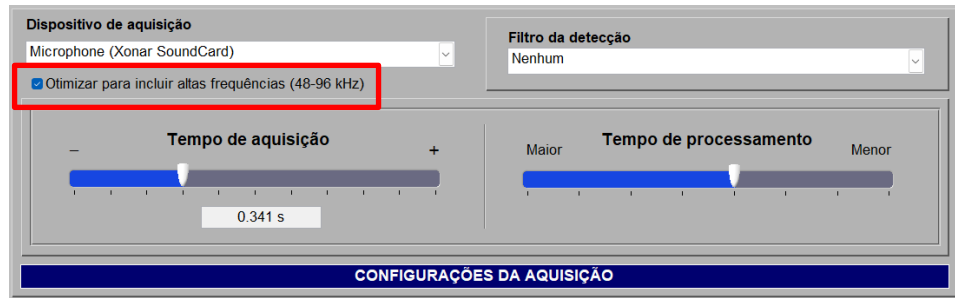 Dispositivo de aquisição
Microphone (Xonar SoundCard)
Otimizar para incluir altas frequências (48-96 kHz)
Filtro da detecção
Nenhum
Tempo de aquisição
– +
0.341 s
Tempo de processamento
Maior Menor
CONFIGURAÇÕES DA AQUISIÇÃO